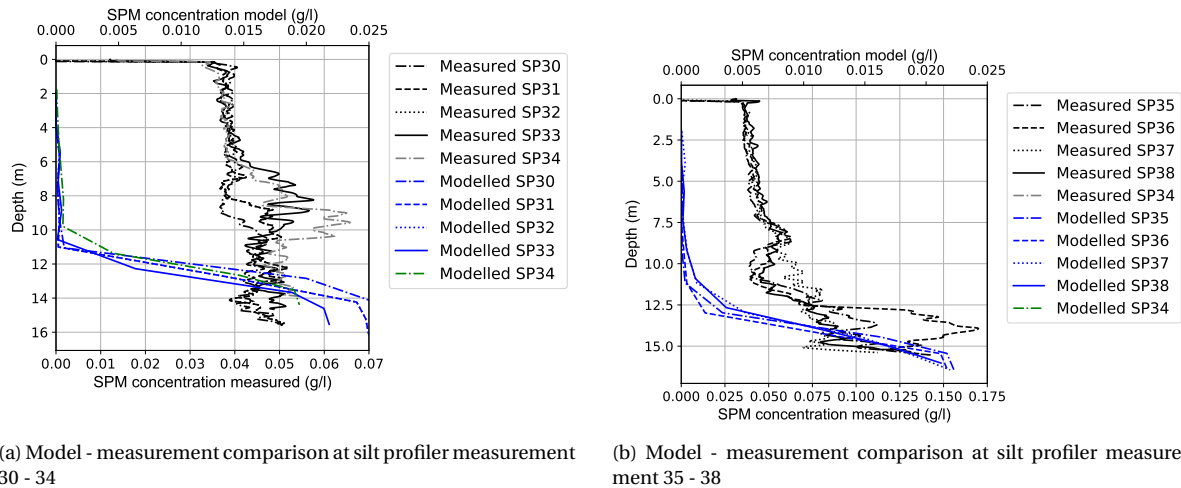 SPM concentration model (g/l)
0.000 0.005 0.010 0.015 0.020 0.025
0
2
4
6
8
10
12
14
16
Depth (m)
0.00 0.01 0.02 0.03 0.04 0.05 0.06 0.07
SPM concentration measured (g/l)
Measured SP30
Measured SP31
Measured SP32
Measured SP33
Measured SP34
Modelled SP30
Modelled SP31
Modelled SP32
Modelled SP33
Modelled SP34
(a) Model - measurement comparison at silt profiler measurement
30 - 34
SPM concentration model (g/l)
0.000 0.005 0.010 0.015 0.020 0.025
0.0
2.5
5.0
7.5
10.0
12.5
15.0
Depth (m)
0.000 0.025 0.050 0.075 0.100 0.125 0.150 0.175
SPM concentration measured (g/l)
Measured SP35
Measured SP36
Measured SP37
Measured SP38
Measured SP34
Modelled SP35
Modelled SP36
Modelled SP37
Modelled SP38
Modelled SP34
(b) Model - measurement comparison at silt profiler measure
ment 35 - 38